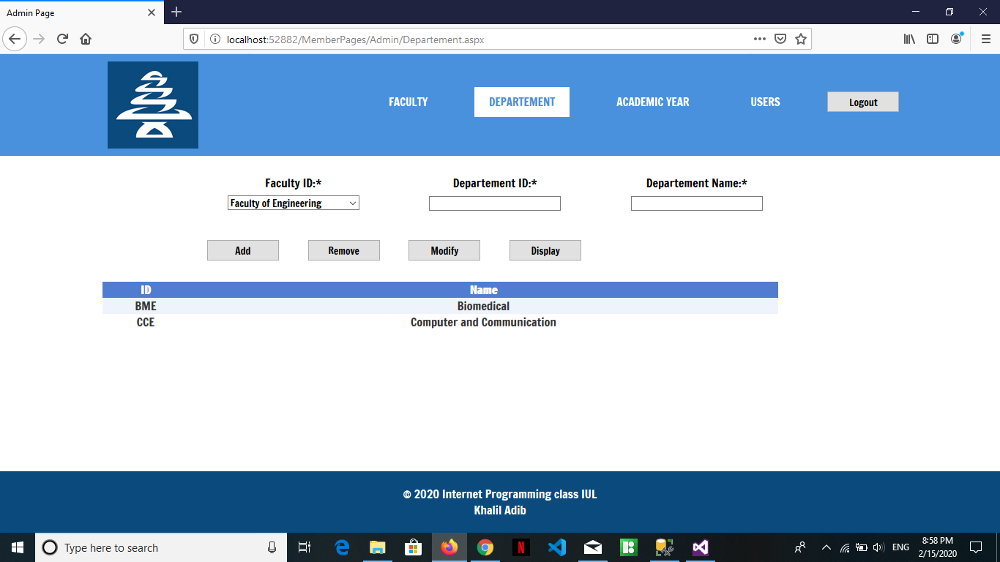 Admin Page
localhost:52882/MemberPages/Admin/Departement.aspx
FACULTY DEPARTEMENT ACADEMIC YEAR USERS Logout
Faculty ID:* Departement ID:* Departement Name:*
Faculty of Engineering
Add Remove Modify Display
ID Name
BME Biomedical
CCE Computer and Communication
© 2020 Internet Programming class IUL
Khalil Adib
Type here to search
N
ENG
8:58 PM
2/15/2020